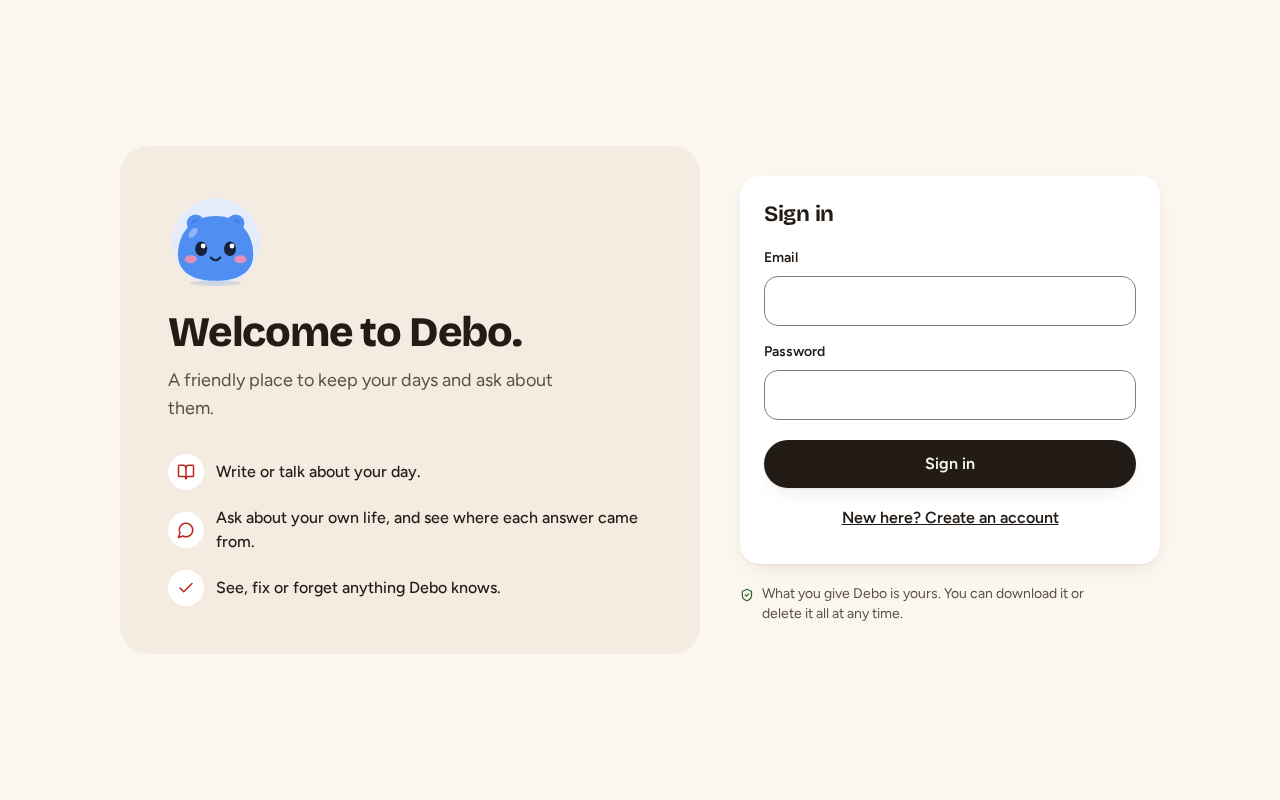 Welcome to Debo.
A friendly place to keep your days and ask about
them.
Write or talk about your day.
Ask about your own life, and see where each answer came
from.
See, fix or forget anything Debo knows.
Sign in
Email
Password
Sign in
New here? Create an account
What you give Debo is yours. You can download it or
delete it all at any time.